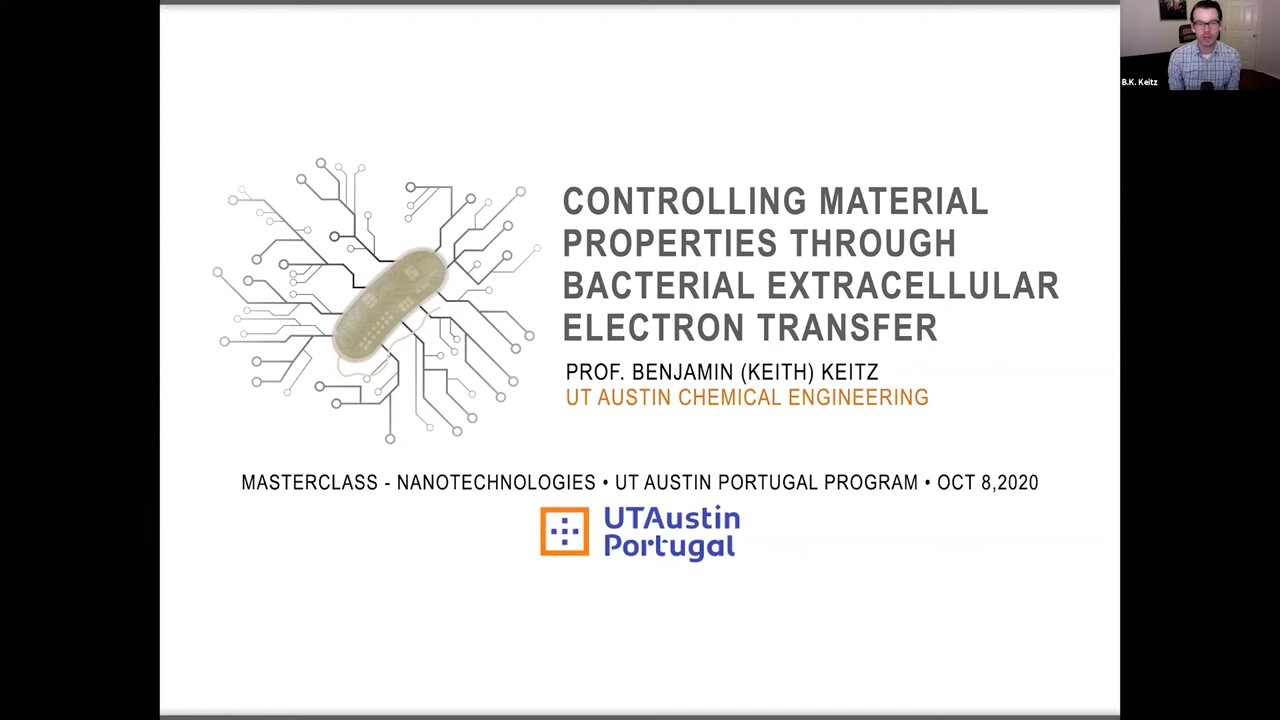 B.K. Keitz
CONTROLLING MATERIAL
PROPERTIES THROUGH
BACTERIAL EXTRACELLULAR
ELECTRON TRANSFER
PROF. BENJAMIN (KEITH) KEITZ
UT AUSTIN CHEMICAL ENGINEERING
MASTERCLASS - NANOTECHNOLOGIES • UT AUSTIN PORTUGAL PROGRAM • OCT 8,2020
UTAustin
Portugal